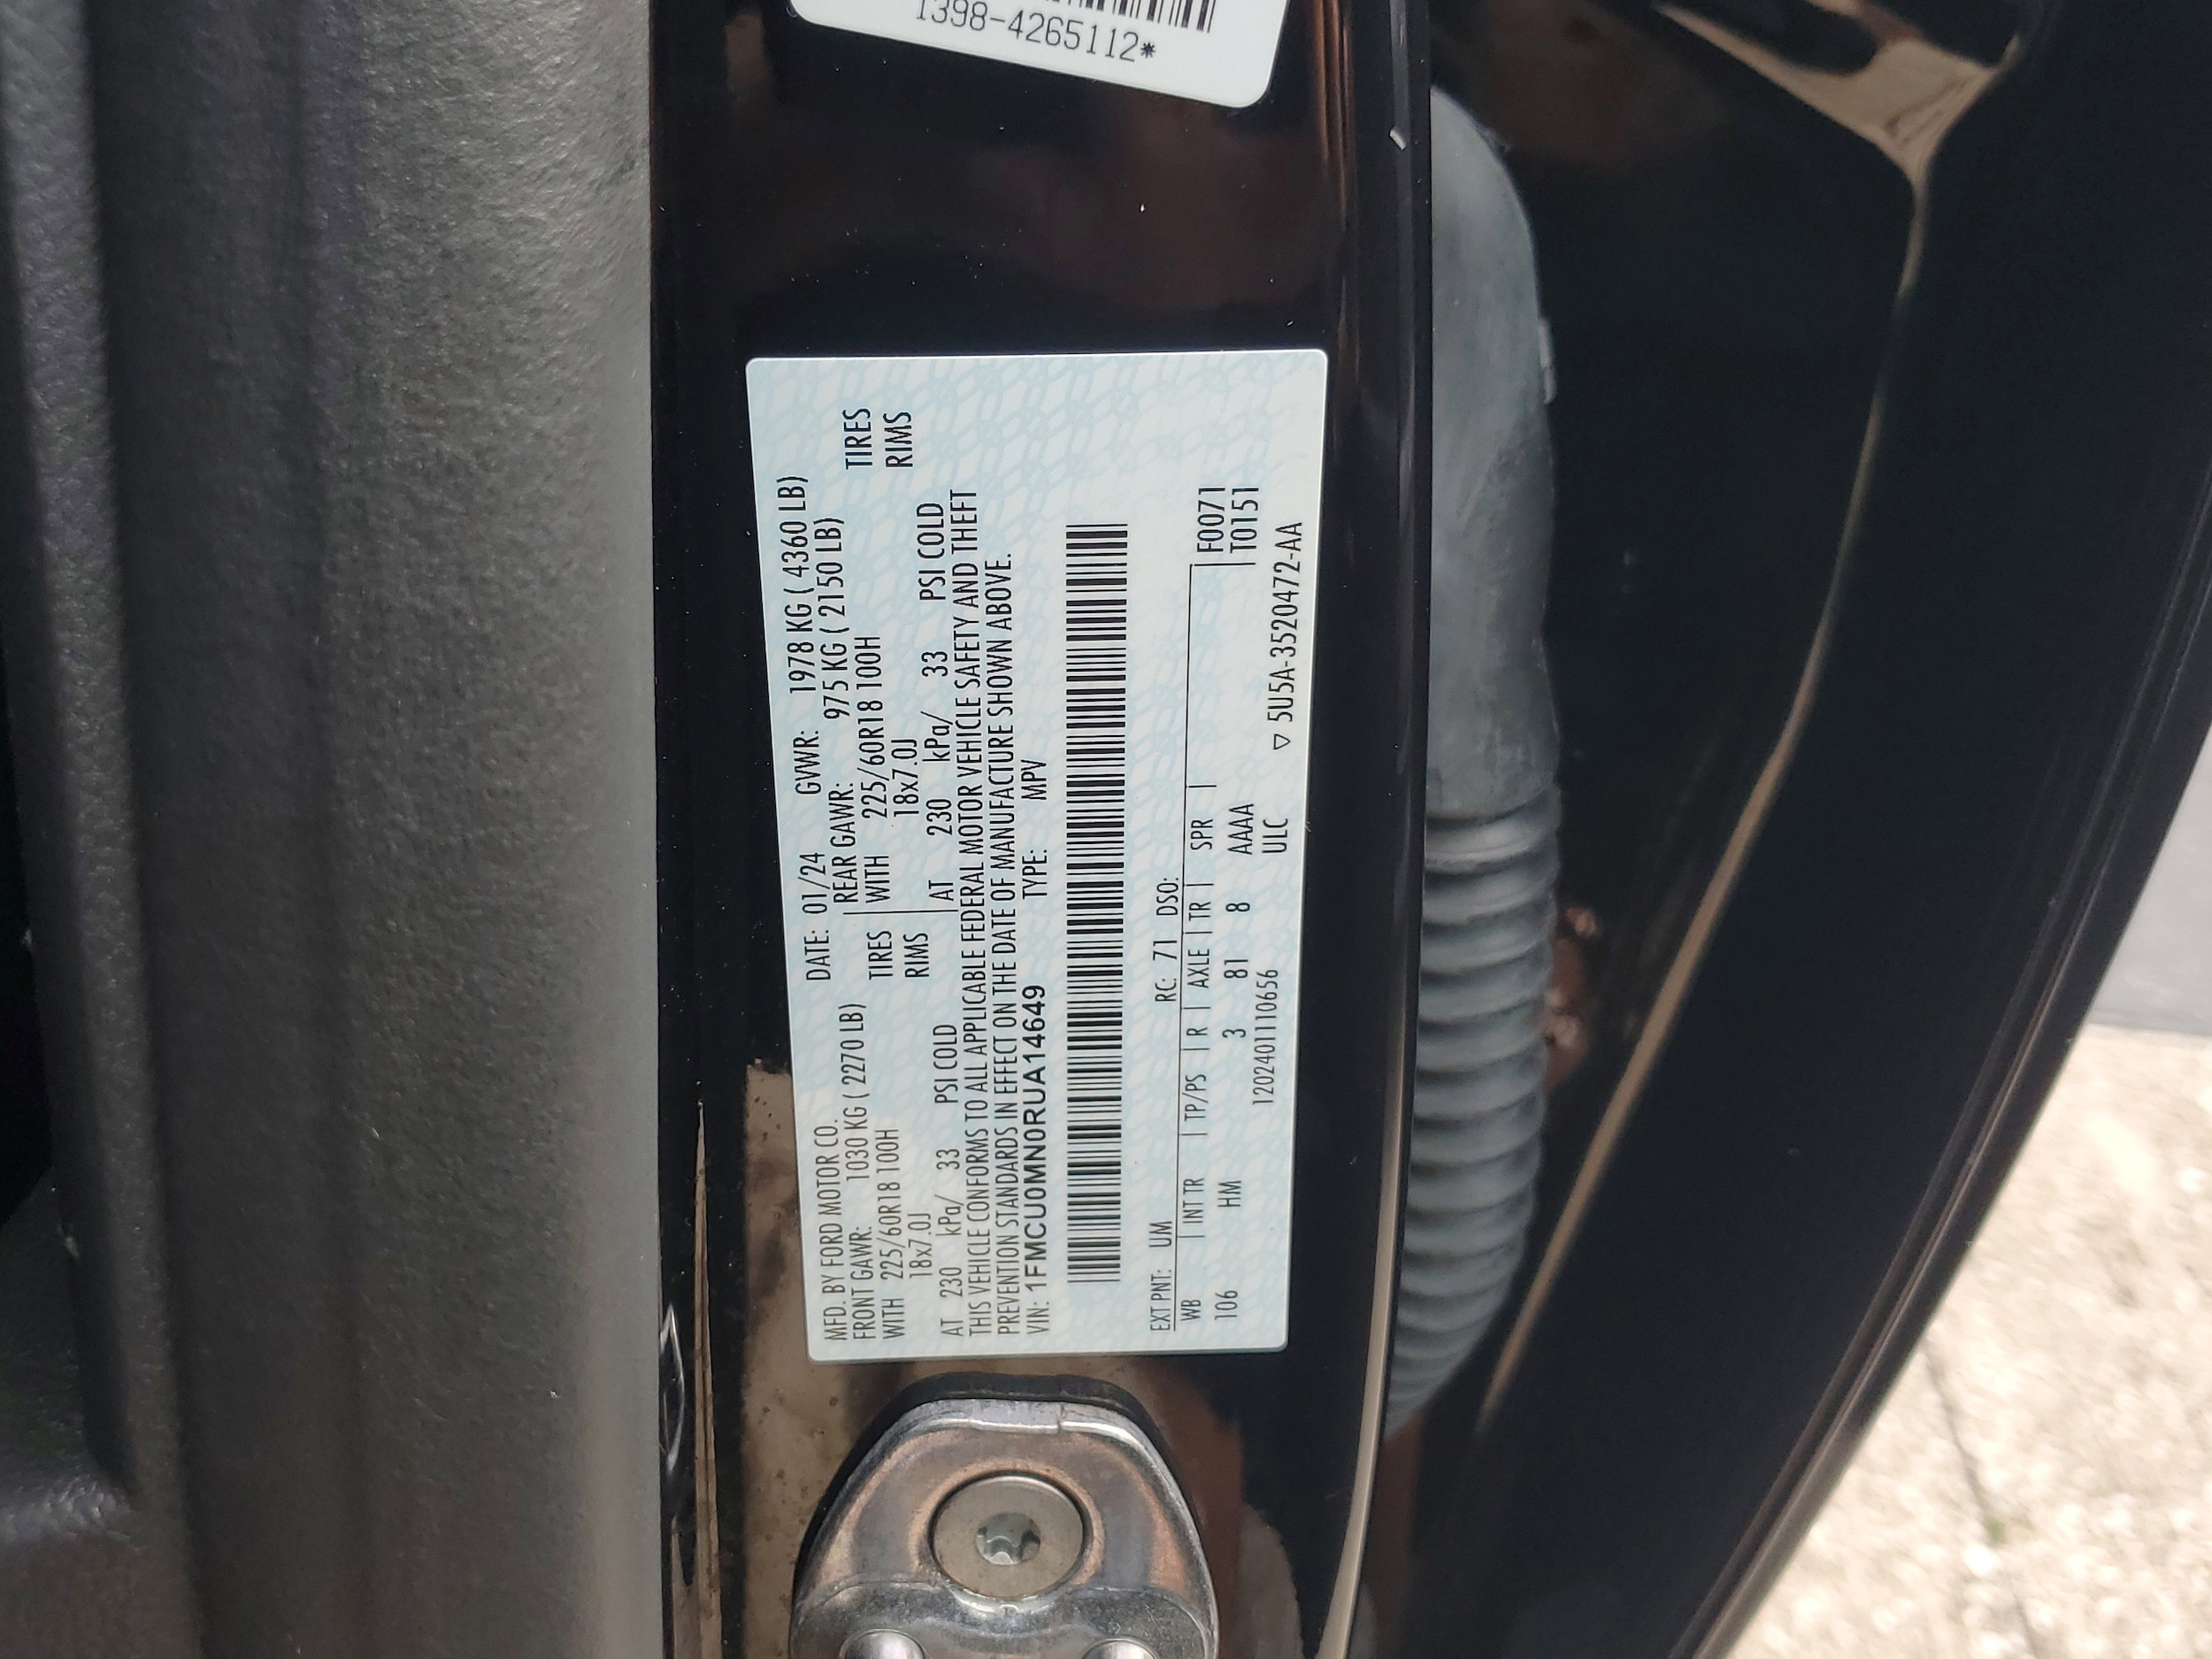 1398-4265112*
MFD. BY FORD MOTOR CO. DATE: 01/24 GVWR: 1978 KG ( 4360 LB)
FRONT GAWR: 1030 KG ( 2270 LB) REAR GAWR: 975 KG ( 2150 LB)
WITH 225/60R18 100H TIRES WITH 225/60R18 100H TIRES
18x7.0J RIMS 18x7.0J RIMS
AT 230 kPa/ 33 PSI COLD AT 230 kPa/ 33 PSI COLD
THIS VEHICLE CONFORMS TO ALL APPLICABLE FEDERAL MOTOR VEHICLE SAFETY AND THEFT
PREVENTION STANDARDS IN EFFECT ON THE DATE OF MANUFACTURE SHOWN ABOVE.
VIN: 1FMCU0MN0RUA14649 TYPE: MPV
EXT PNT: UM RC: 71 DSO:
WB | INT TR | TP/PS | R | AXLE | TR | SPR | F0071
106 HM 3 81 8 AAAA T0151
1202401110656 ULC ▽ 5U5A-3520472-AA